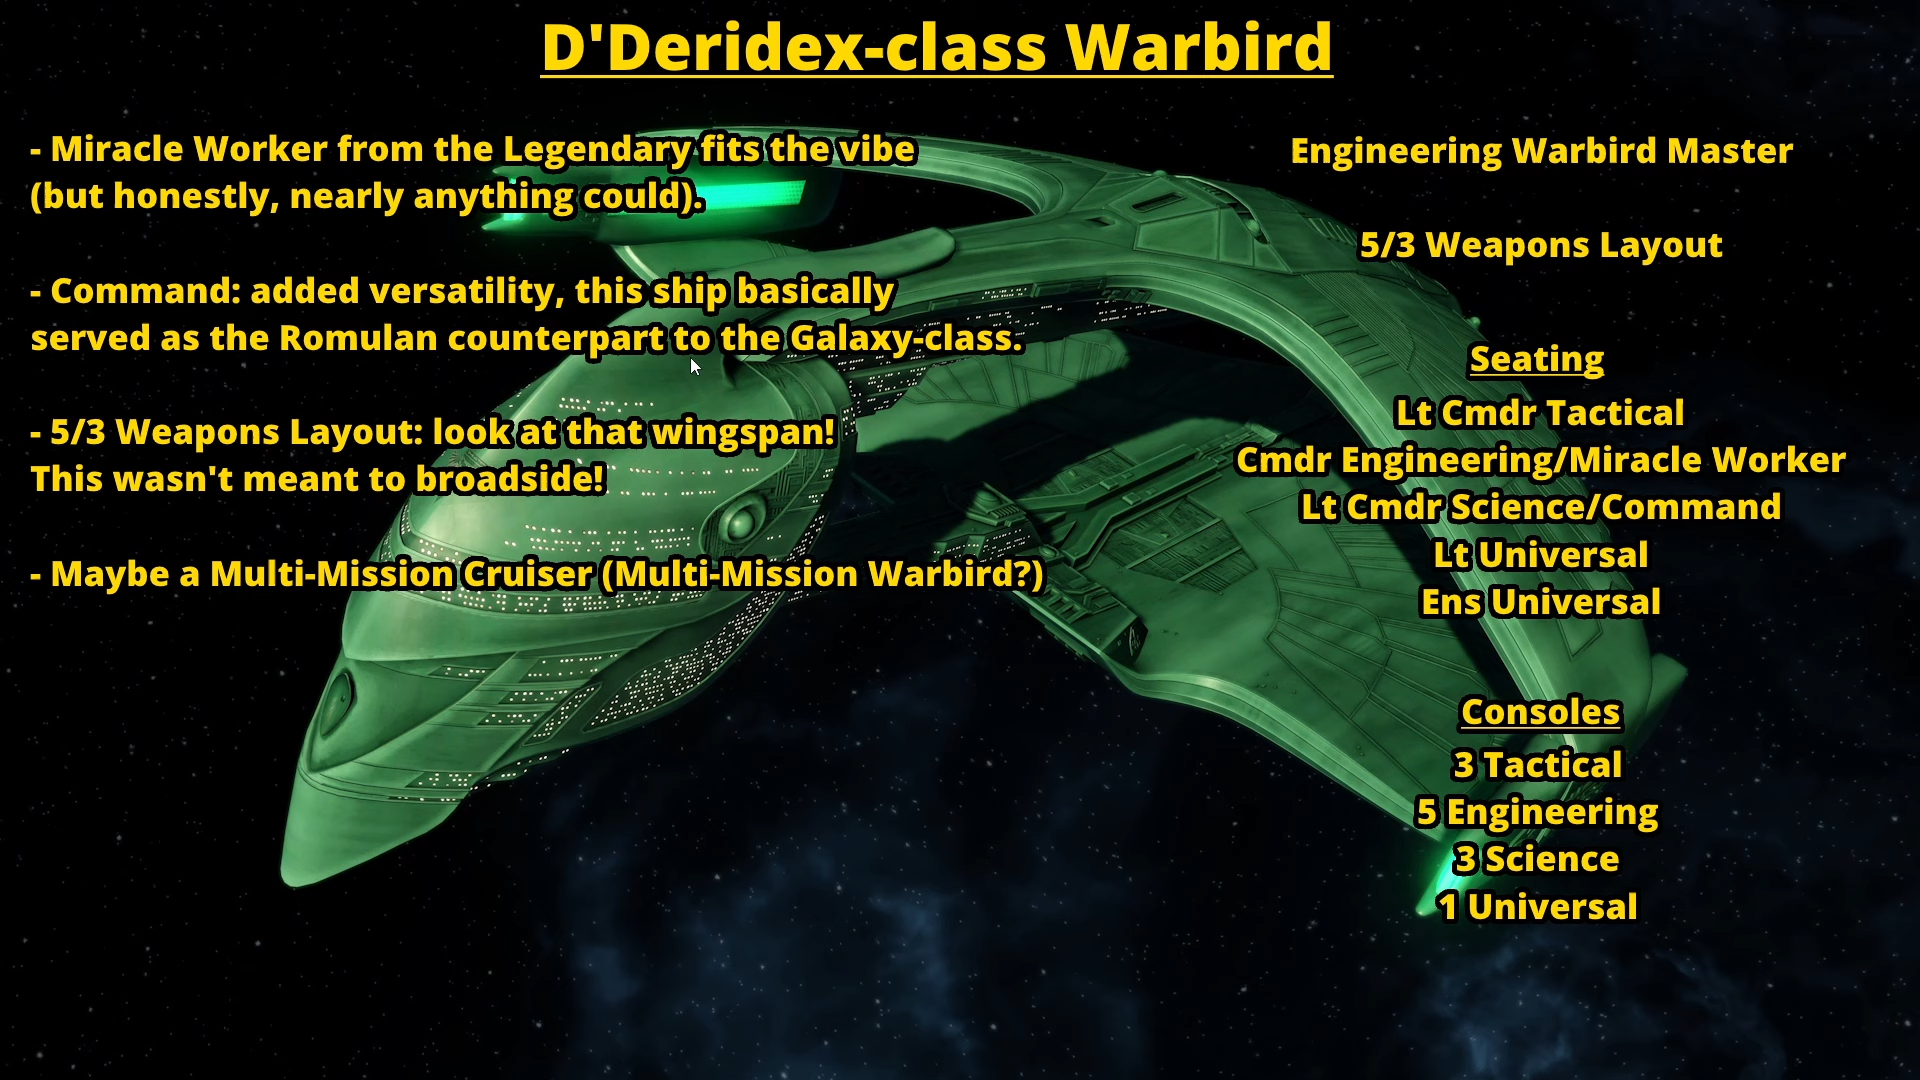 D'Deridex-class Warbird
- Miracle Worker from the Legendary fits the vibe
(but honestly, nearly anything could).
- Command: added versatility, this ship basically
served as the Romulan counterpart to the Galaxy-class.
- 5/3 Weapons Layout: look at that wingspan!
This wasn't meant to broadside!
- Maybe a Multi-Mission Cruiser (Multi-Mission Warbird?)
Engineering Warbird Master
5/3 Weapons Layout
Seating
Lt Cmdr Tactical
Cmdr Engineering/Miracle Worker
Lt Cmdr Science/Command
Lt Universal
Ens Universal
Consoles
3 Tactical
5 Engineering
3 Science
1 Universal